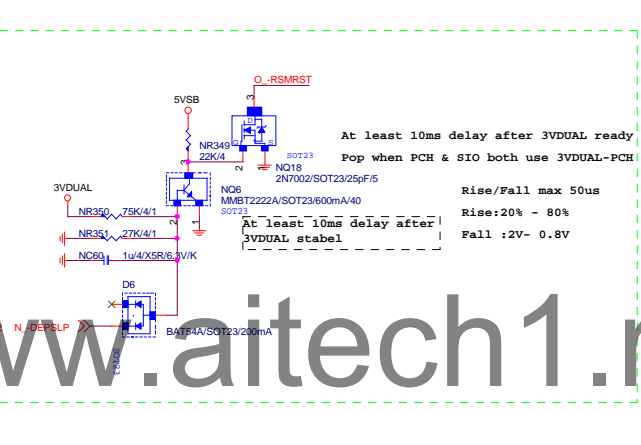 O_-RSMRST
3
5VSB
D
G
S
At least 10ms delay after 3VDUAL ready
NR349
22K/4
SOT23
Pop when PCH & SIO both use 3VDUAL-PCH
3
2
1
NQ18
2N7002/SOT23/25pF/5
3VDUAL
NQ6
MMBT2222A/SOT23/600mA/40
SOT23
Rise/Fall max 50us
NR350 75K/4/1
2
1
At least 10ms delay after
3VDUAL stabel
Rise:20% - 80%
NR351 27K/4/1
Fall :2V- 0.8V
NC60 1u/4/X5R/6.3V/K
D6
N_-DEPSLP
BAT54A/SOT23/200mA
SOT23
ww.aitech1.r